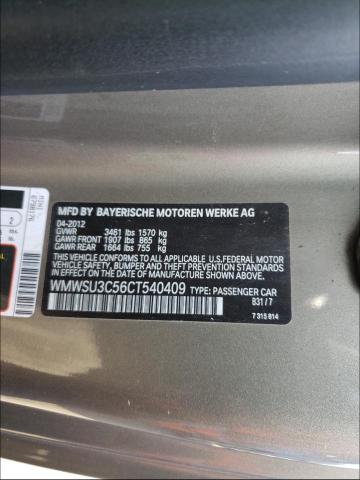 MFD BY BAYERISCHE MOTOREN WERKE AG
04-2012
GVWR 3461 lbs 1570 kg
GAWR FRONT 1907 lbs 865 kg
GAWR REAR 1664 lbs 755 kg
THIS VEHICLE CONFORMS TO ALL APPLICABLE U.S.FEDERAL MOTOR
VEHICLE SAFETY, BUMPER, AND THEFT PREVENTION STANDARDS IN
EFFECT ON THE DATE OF MANUFACTURE SHOWN ABOVE.
WMWSU3C56CT540409 TYPE: PASSENGER CAR
B31 / 7
7 315 814
2